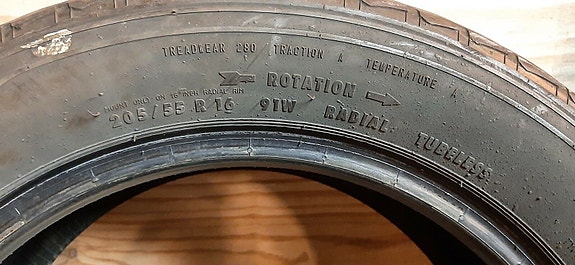 TREADWEAR 280 TRACTION A TEMPERATURE A
ROTATION
MOUNT ONLY ON 16 INCH RADIAL RIM
205/55 R 16 91W RADIAL TUBELESS